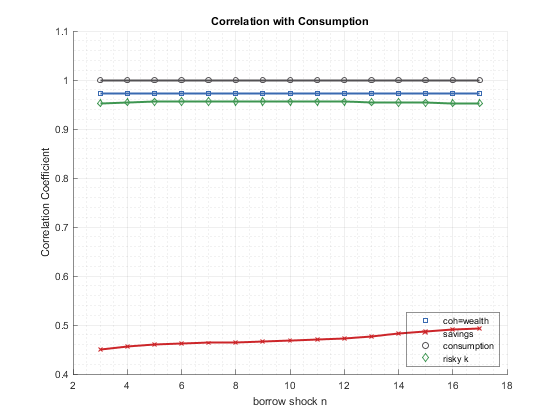 Correlation with Consumption
1.1
1
0.9
0.8
0.7
0.6
0.5
0.4
Correlation Coefficient
coh=wealth
savings
consumption
risky k
2 4 6 8 10 12 14 16 18
borrow shock n